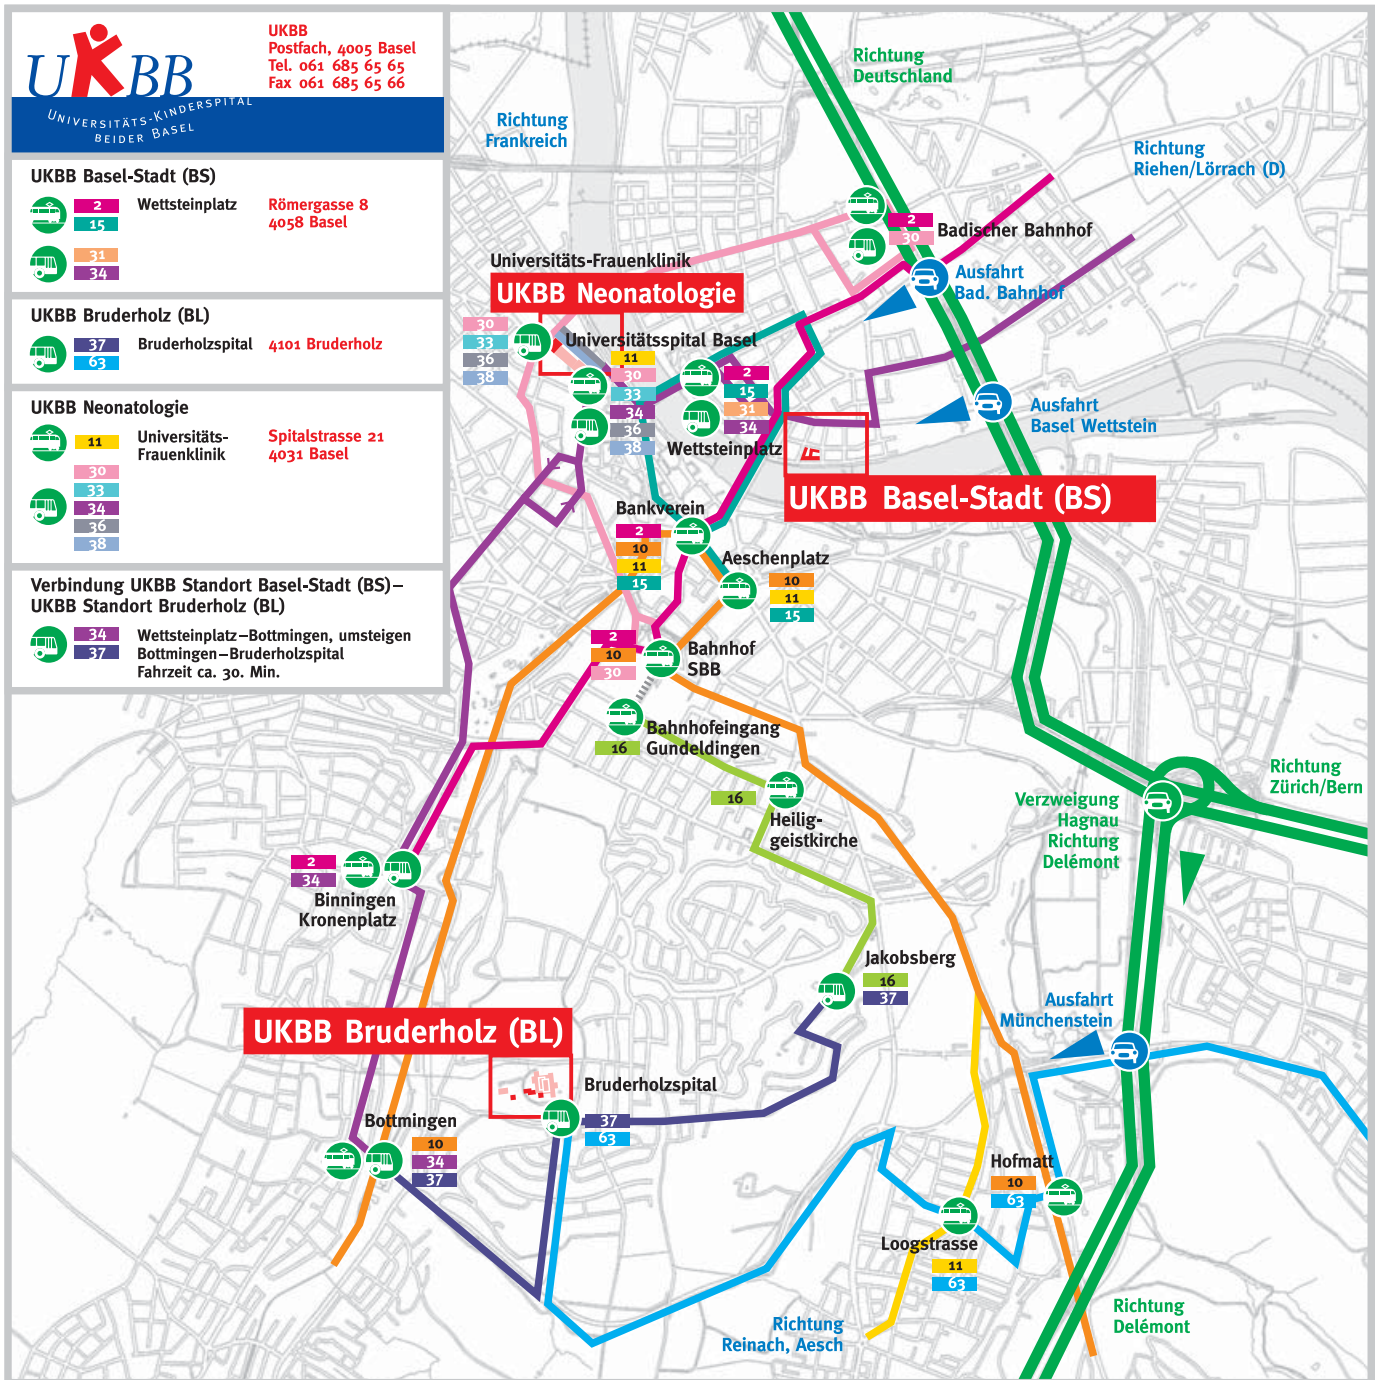 UKBB
UNIVERSITÄTS-KINDERSPITAL
BEIDER BASEL
UKBB
Postfach, 4005 Basel
Tel. 061 685 65 65
Fax 061 685 65 66
UKBB Basel-Stadt (BS)
2
15
Wettsteinplatz
Römergasse 8
4058 Basel
31
34
UKBB Bruderholz (BL)
37
63
Bruderholzspital
4101 Bruderholz
UKBB Neonatologie
11
Universitäts-
Frauenklinik
Spitalstrasse 21
4031 Basel
30
33
34
36
38
Verbindung UKBB Standort Basel-Stadt (BS)–
UKBB Standort Bruderholz (BL)
34
37
Wettsteinplatz–Bottmingen, umsteigen
Bottmingen–Bruderholzspital
Fahrzeit ca. 30. Min.
Richtung
Deutschland
Richtung
Frankreich
Richtung
Riehen/Lörrach (D)
2
30
Badischer Bahnhof
Ausfahrt
Bad. Bahnhof
Universitäts-Frauenklinik
UKBB Neonatologie
30
33
36
38
Universitätsspital Basel
11
30
33
34
36
38
2
15
31
34
Wettsteinplatz
Ausfahrt
Basel Wettstein
UKBB Basel-Stadt (BS)
Bankverein
2
10
11
15
Aeschenplatz
10
11
15
2
10
30
Bahnhof
SBB
Bahnhofeingang
Gundeldingen
16
16
Heilig-
geistkirche
Richtung
Zürich/Bern
Verzweigung
Hagnau
Richtung
Delémont
2
34
Binningen
Kronenplatz
Jakobsberg
16
37
Ausfahrt
Münchenstein
UKBB Bruderholz (BL)
Bruderholzspital
37
63
Bottmingen
10
34
37
Hofmatt
10
63
Loogstrasse
11
63
Richtung
Reinach, Aesch
Richtung
Delémont